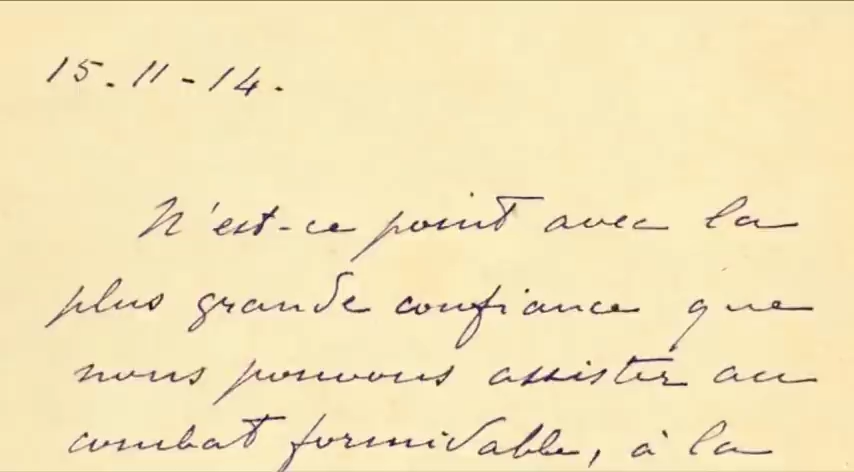 15.11-14.
N'est-ce point avec la
plus grande confiance que
nous pouvons assister au
combat formidable, à la